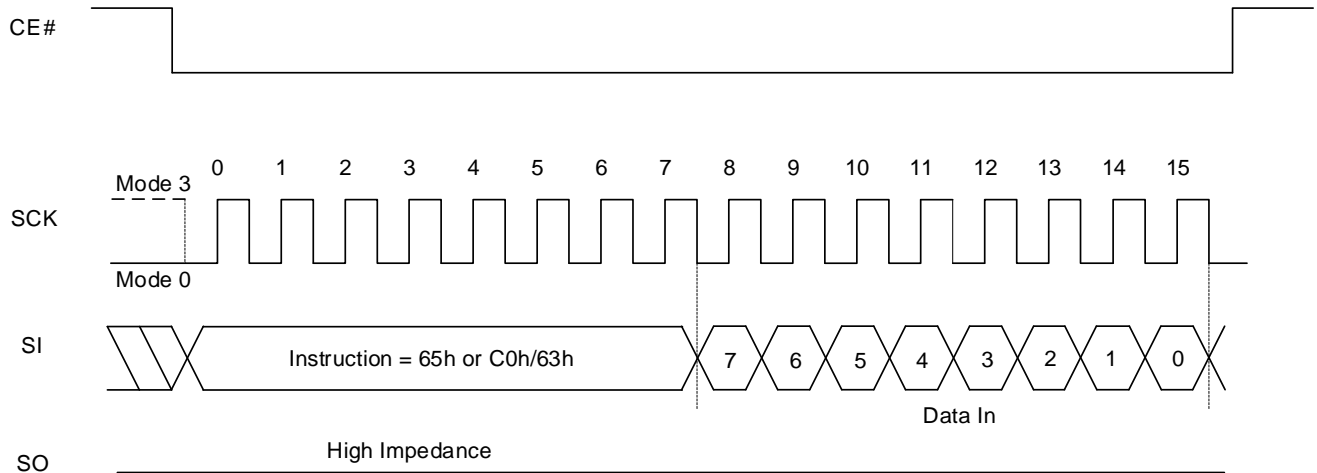 CE#
0 1 2 3 4 5 6 7 8 9 10 11 12 13 14 15
Mode 3
SCK
Mode 0
SI
Instruction = 65h or C0h/63h
7 6 5 4 3 2 1 0
Data In
High Impedance
SO